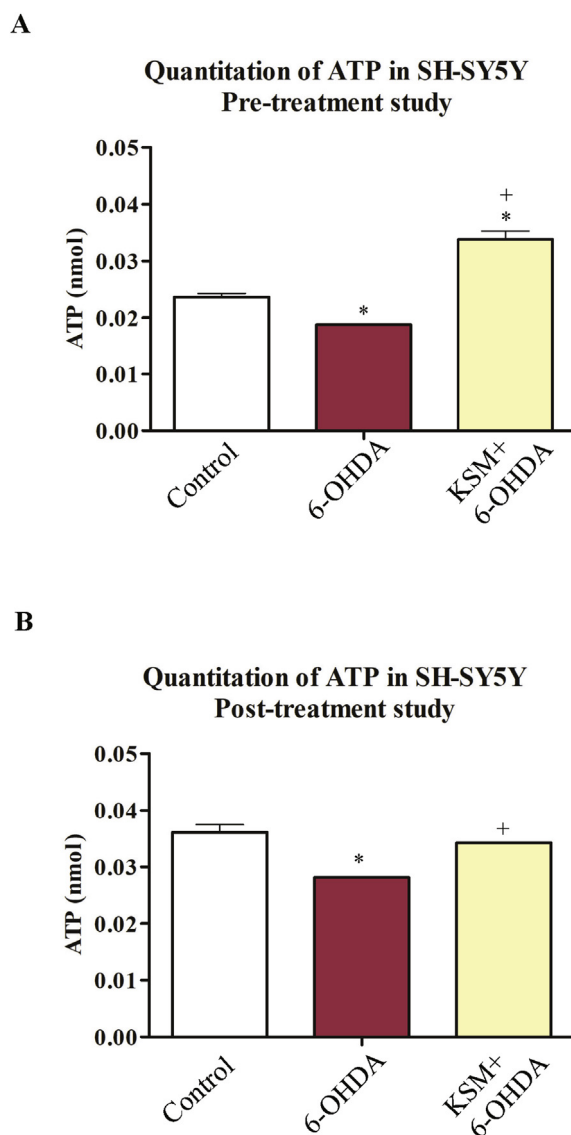 A
Quantitation of ATP in SH-SY5Y
Pre-treatment study
0.05
0.04
0.03
0.02
0.01
0.00
ATP (nmol)
*
+
*
Control
6-OHDA
KSM+
6-OHDA
B
Quantitation of ATP in SH-SY5Y
Post-treatment study
0.05
0.04
0.03
0.02
0.01
0.00
ATP (nmol)
*
+
Control
6-OHDA
KSM+
6-OHDA